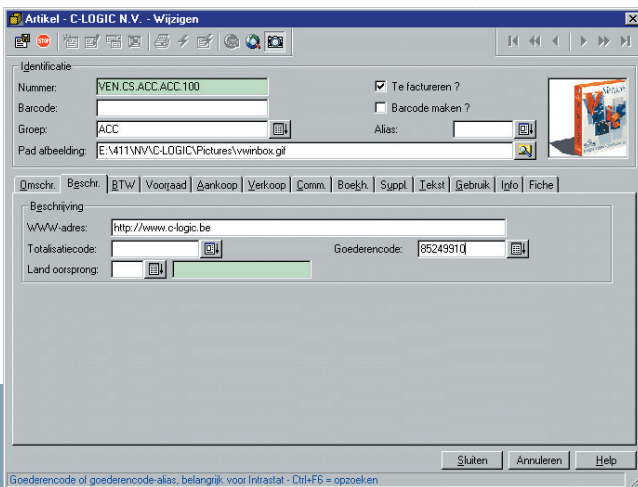 Artikel - C-LOGIC N.V. - Wijzigen
STOP
Identificatie
Nummer: VEN.CS.ACC.ACC.100 Te factureren ?
Barcode: Barcode maken ?
Groep: ACC Alias:
Pad afbeelding: E:\411\NV\C-LOGIC\Pictures\vwinbox.gif
Omschr. Beschr. BTW Voorraad Aankoop Verkoop Comm. Boekh. Suppl. Tekst Gebruik Info Fiche
Beschrijving
WWW-adres: http://www.c-logic.be
Totalisatiecode: Goederencode: 85249910
Land oorsprong:
Sluiten Annuleren Help
Goederencode of goederencode-alias, belangrijk voor Intrastat - Ctrl+F6 = opzoeken